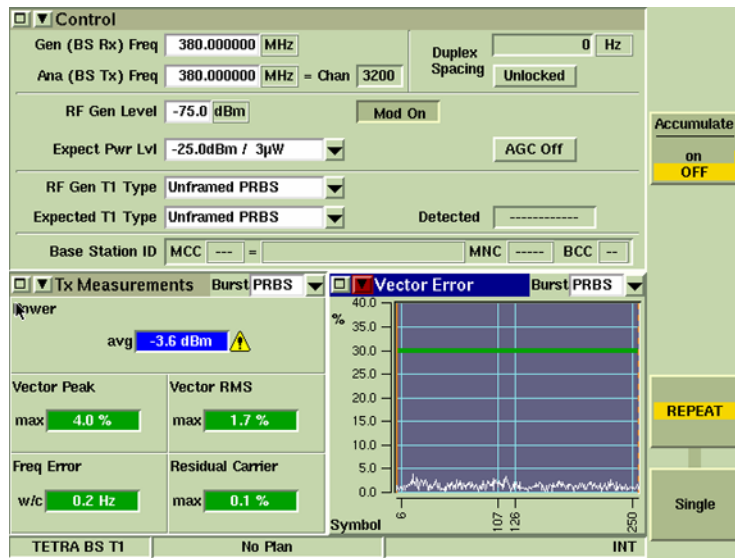 Control
Gen (BS Rx) Freq 380.000000 MHz
Duplex Spacing 0 Hz
Ana (BS Tx) Freq 380.000000 MHz = Chan 3200
Unlocked
RF Gen Level -75.0 dBm Mod On
Expect Pwr Lvl -25.0dBm / 3µW AGC Off
RF Gen T1 Type Unframed PRBS
Expected T1 Type Unframed PRBS Detected ------------
Base Station ID MCC --- = MNC ----- BCC --
Accumulate
on
OFF
Tx Measurements Burst PRBS
avg -3.6 dBm
Vector Peak
max 4.0 %
Vector RMS
max 1.7 %
Freq Error
w/c 0.2 Hz
Residual Carrier
max 0.1 %
Vector Error Burst PRBS
%
40.0
35.0
30.0
25.0
20.0
15.0
10.0
5.0
0.0
Symbol
6
107
126
250
REPEAT
Single
TETRA BS T1
No Plan
INT